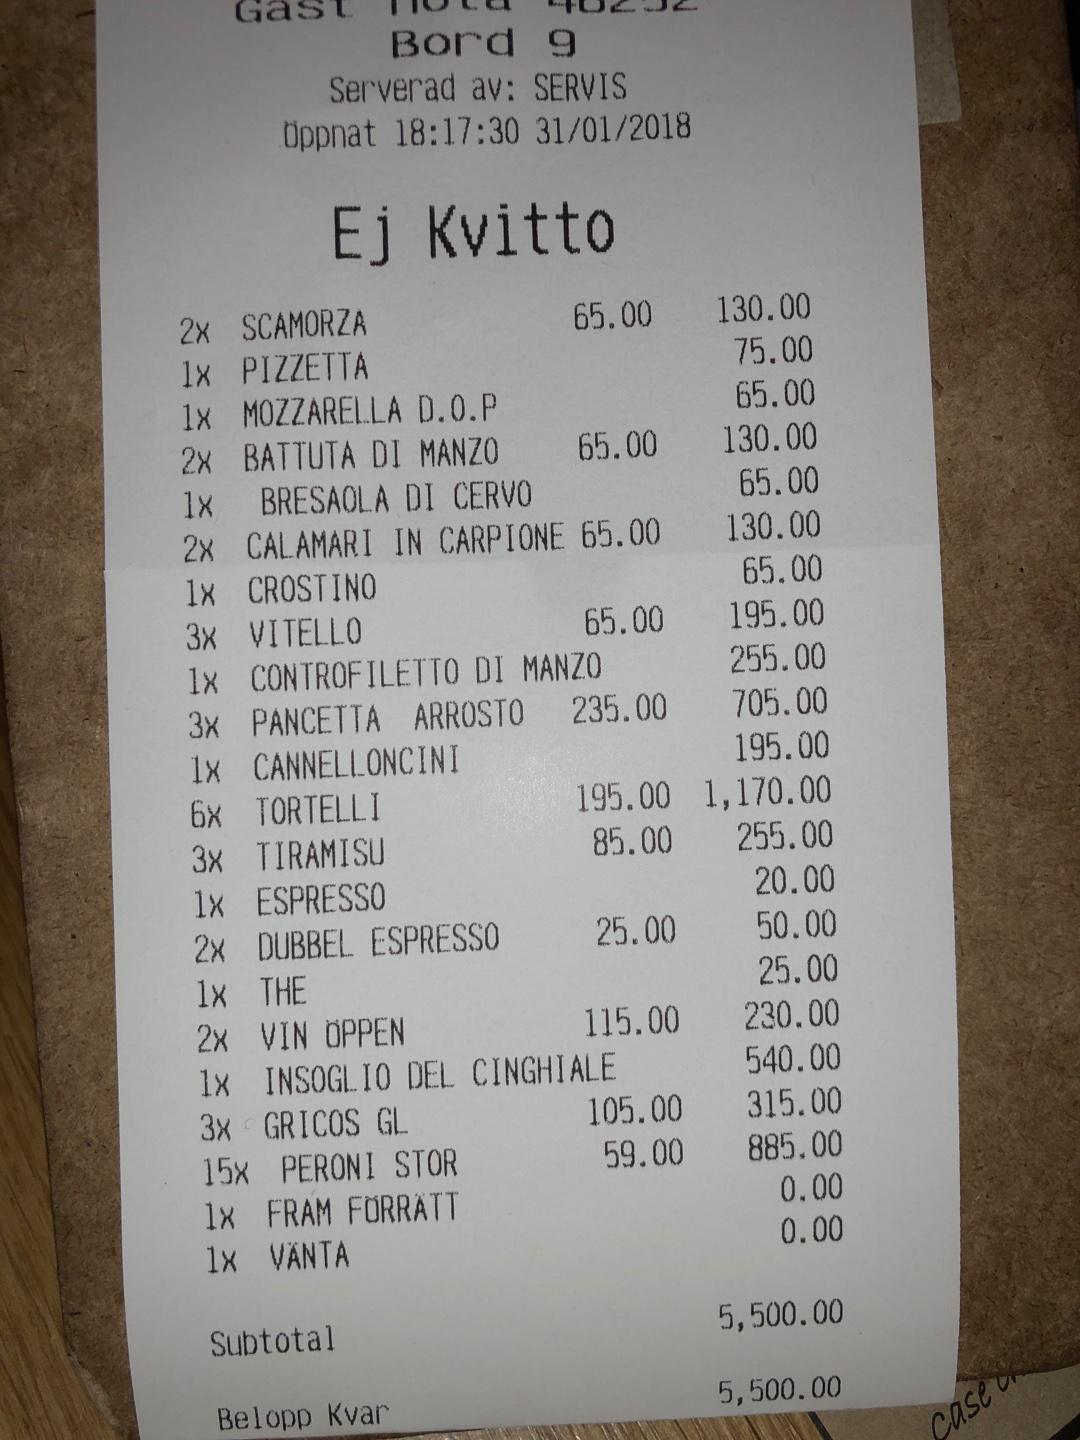 Gäst nota 48252
Bord 9
Serverad av: SERVIS
Öppnat 18:17:30 31/01/2018
Ej Kvitto
2x SCAMORZA 65.00 130.00
1x PIZZETTA 75.00
1x MOZZARELLA D.O.P 65.00
2x BATTUTA DI MANZO 65.00 130.00
1x BRESAOLA DI CERVO 65.00
2x CALAMARI IN CARPIONE 65.00 130.00
1x CROSTINO 65.00
3x VITELLO 65.00 195.00
1x CONTROFILETTO DI MANZO 255.00
3x PANCETTA ARROSTO 235.00 705.00
1x CANNELLONCINI 195.00
6x TORTELLI 195.00 1,170.00
3x TIRAMISU 85.00 255.00
1x ESPRESSO 20.00
2x DUBBEL ESPRESSO 25.00 50.00
1x THE 25.00
2x VIN ÖPPEN 115.00 230.00
1x INSOGLIO DEL CINGHIALE 540.00
3x GRICOS GL 105.00 315.00
15x PERONI STOR 59.00 885.00
1x FRAM FÖRRÄTT 0.00
1x VÄNTA 0.00
Subtotal 5,500.00
Belopp Kvar 5,500.00
case